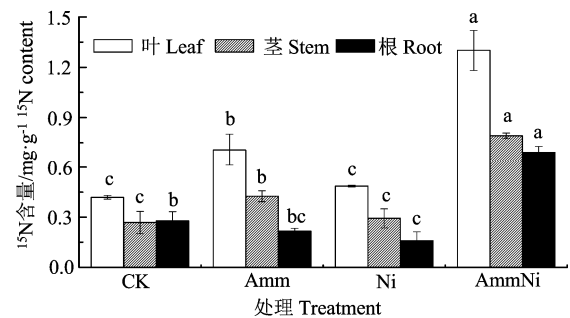 ¹⁵N含量/mg·g⁻¹ ¹⁵N content
1.5
1.2
0.9
0.6
0.3
0.0
叶 Leaf 茎 Stem 根 Root
c c b
b b bc
c c c
a a a
CK Amm Ni AmmNi
处理 Treatment